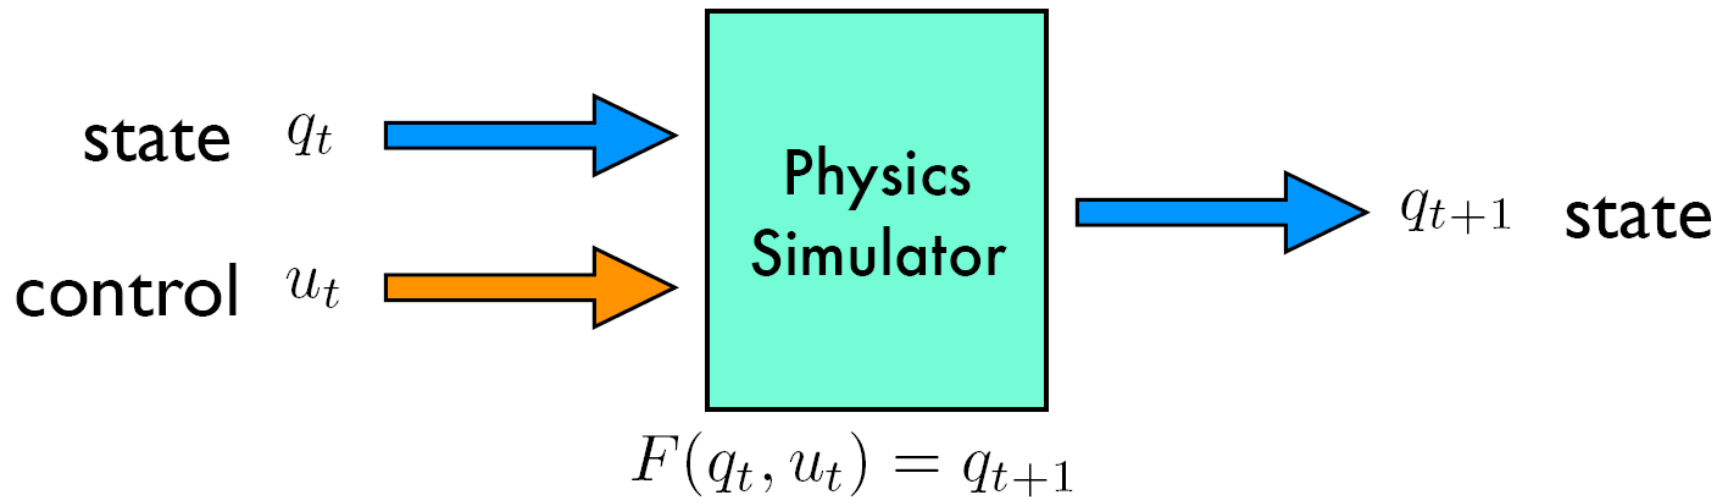 state q_t
control u_t
Physics
Simulator
q_{t+1} state
F(q_t, u_t) = q_{t+1}